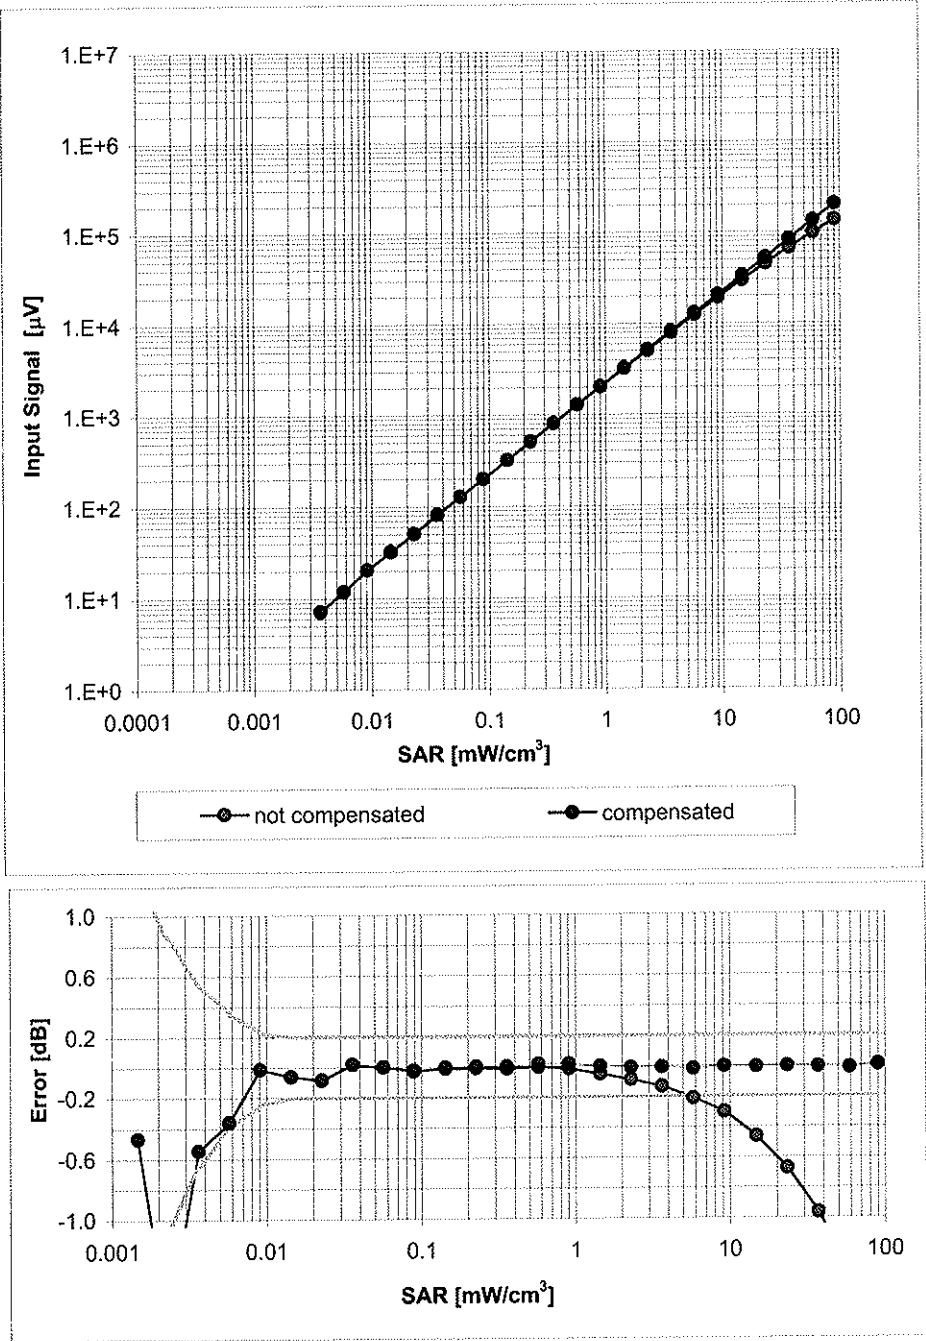 1.E+7
1.E+6
1.E+5
1.E+4
1.E+3
1.E+2
1.E+1
1.E+0
Input Signal [µV]
0.0001 0.001 0.01 0.1 1 10 100
SAR [mW/cm³]
not compensated compensated
1.0
0.6
0.2
-0.2
-0.6
-1.0
Error [dB]
0.001 0.01 0.1 1 10 100
SAR [mW/cm³]